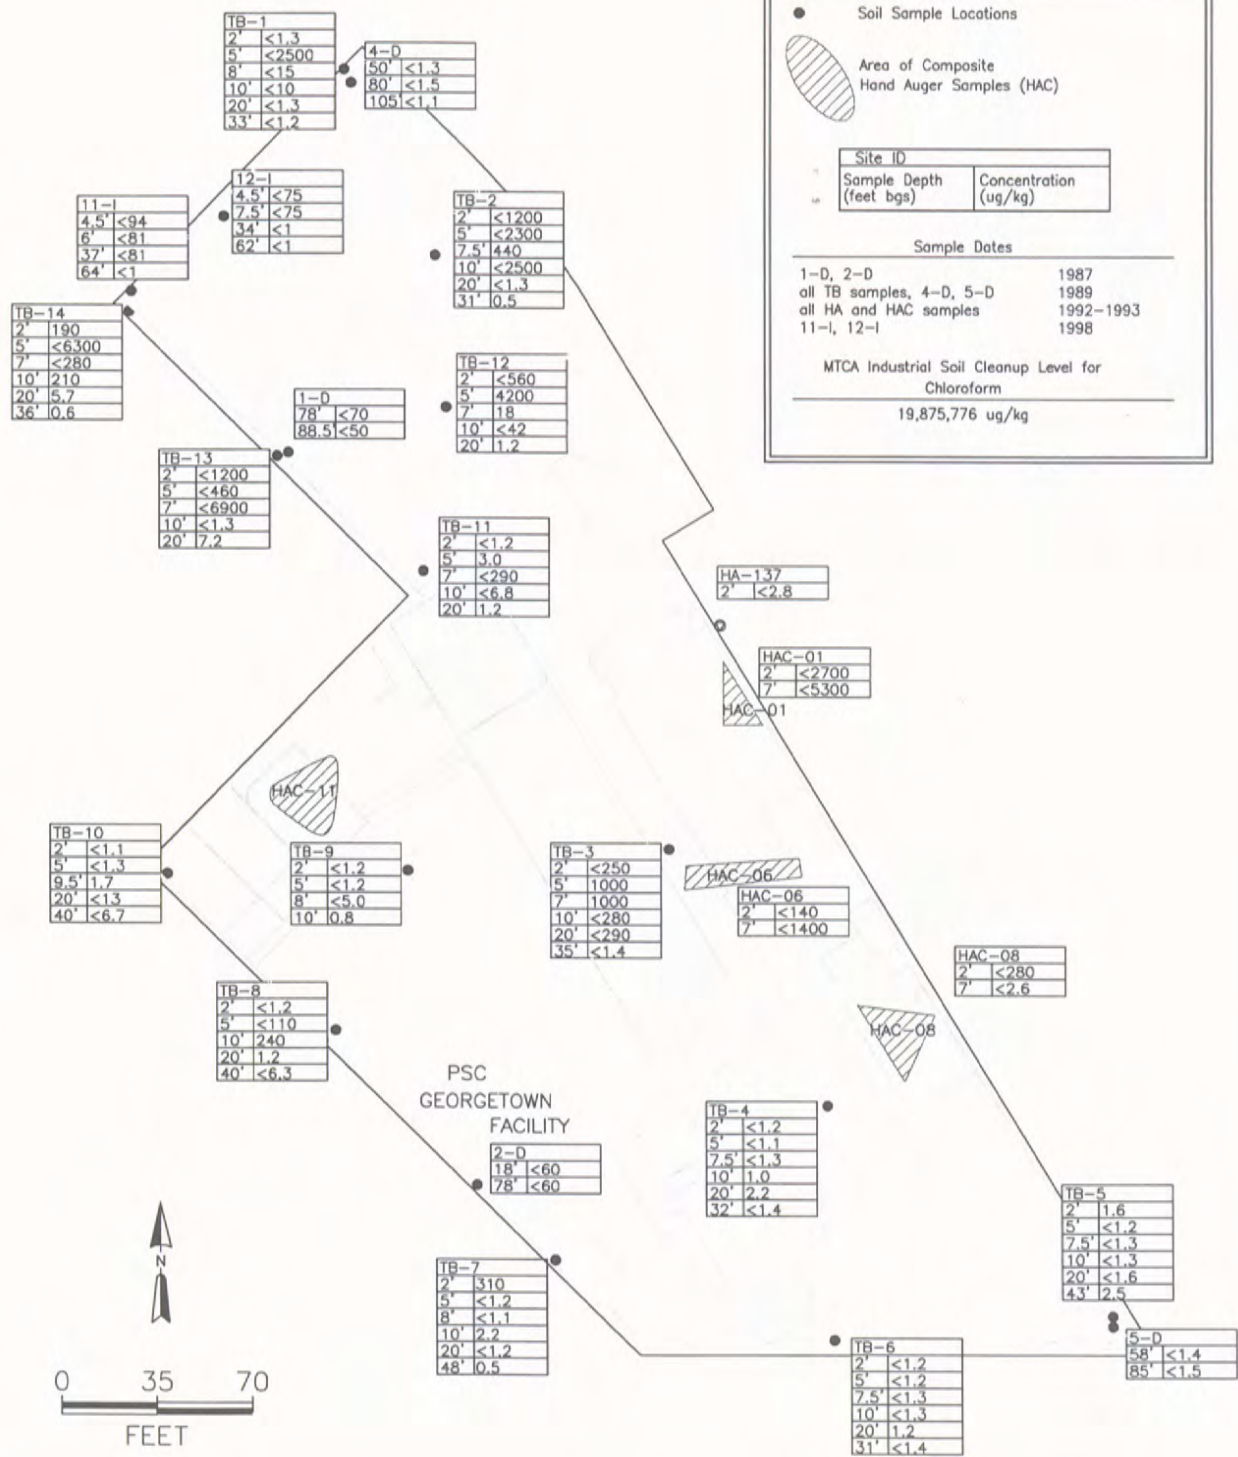 TB-1
2' <1.3
5' <2500
8' <15
10' <10
20' <1.3
33' <1.2
4-D
50' <1.3
80' <1.5
105' <1.1
Soil Sample Locations
Area of Composite
Hand Auger Samples (HAC)
Site ID
Sample Depth Concentration
(feet bgs) (ug/kg)
Sample Dates
1-D, 2-D 1987
all TB samples, 4-D, 5-D 1989
all HA and HAC samples 1992-1993
11-I, 12-I 1998
MTCA Industrial Soil Cleanup Level for
Chloroform
19,875,776 ug/kg
12-I
4.5' <75
7.5' <75
34' <1
62' <1
11-I
4.5' <94
6' <81
37' <81
64' <1
TB-2
2' <1200
5' <2300
7.5' 440
10' <2500
20' <1.3
31' 0.5
TB-14
2' 190
5' <6300
7' <280
10' 210
20' 5.7
36' 0.6
TB-12
2' <560
5' 4200
7' 18
10' <42
20' 1.2
1-D
78' <70
88.5' <50
TB-13
2' <1200
5' <460
7' <6900
10' <1.3
20' 7.2
TB-11
2' <1.2
5' 3.0
7' <290
10' <6.8
20' 1.2
HA-137
2' <2.8
HAC-01
2' <2700
7' <5300
HAC-01
HAC-11
TB-10
2' <1.1
5' <1.3
9.5' 1.7
20' <13
40' <6.7
TB-9
2' <1.2
5' <1.2
8' <5.0
10' 0.8
TB-3
2' <250
5' 1000
7' 1000
10' <280
20' <290
35' <1.4
HAC-06
HAC-06
2' <140
7' <1400
HAC-08
2' <280
7' <2.6
HAC-08
TB-8
2' <1.2
5' <110
10' 240
20' 1.2
40' <6.3
PSC
GEORGETOWN
FACILITY
2-D
18' <60
78' <60
TB-4
2' <1.2
5' <1.1
7.5' <1.3
10' 1.0
20' 2.2
32' <1.4
TB-5
2' 1.6
5' <1.2
7.5' <1.3
10' <1.3
20' <1.6
43' 2.5
TB-7
2' 310
5' <1.2
8' <1.1
10' 2.2
20' <1.2
48' 0.5
5-D
58' <1.4
85' <1.5
TB-6
2' <1.2
5' <1.2
7.5' <1.3
10' <1.3
20' 1.2
31' <1.4
N
0 35 70
FEET